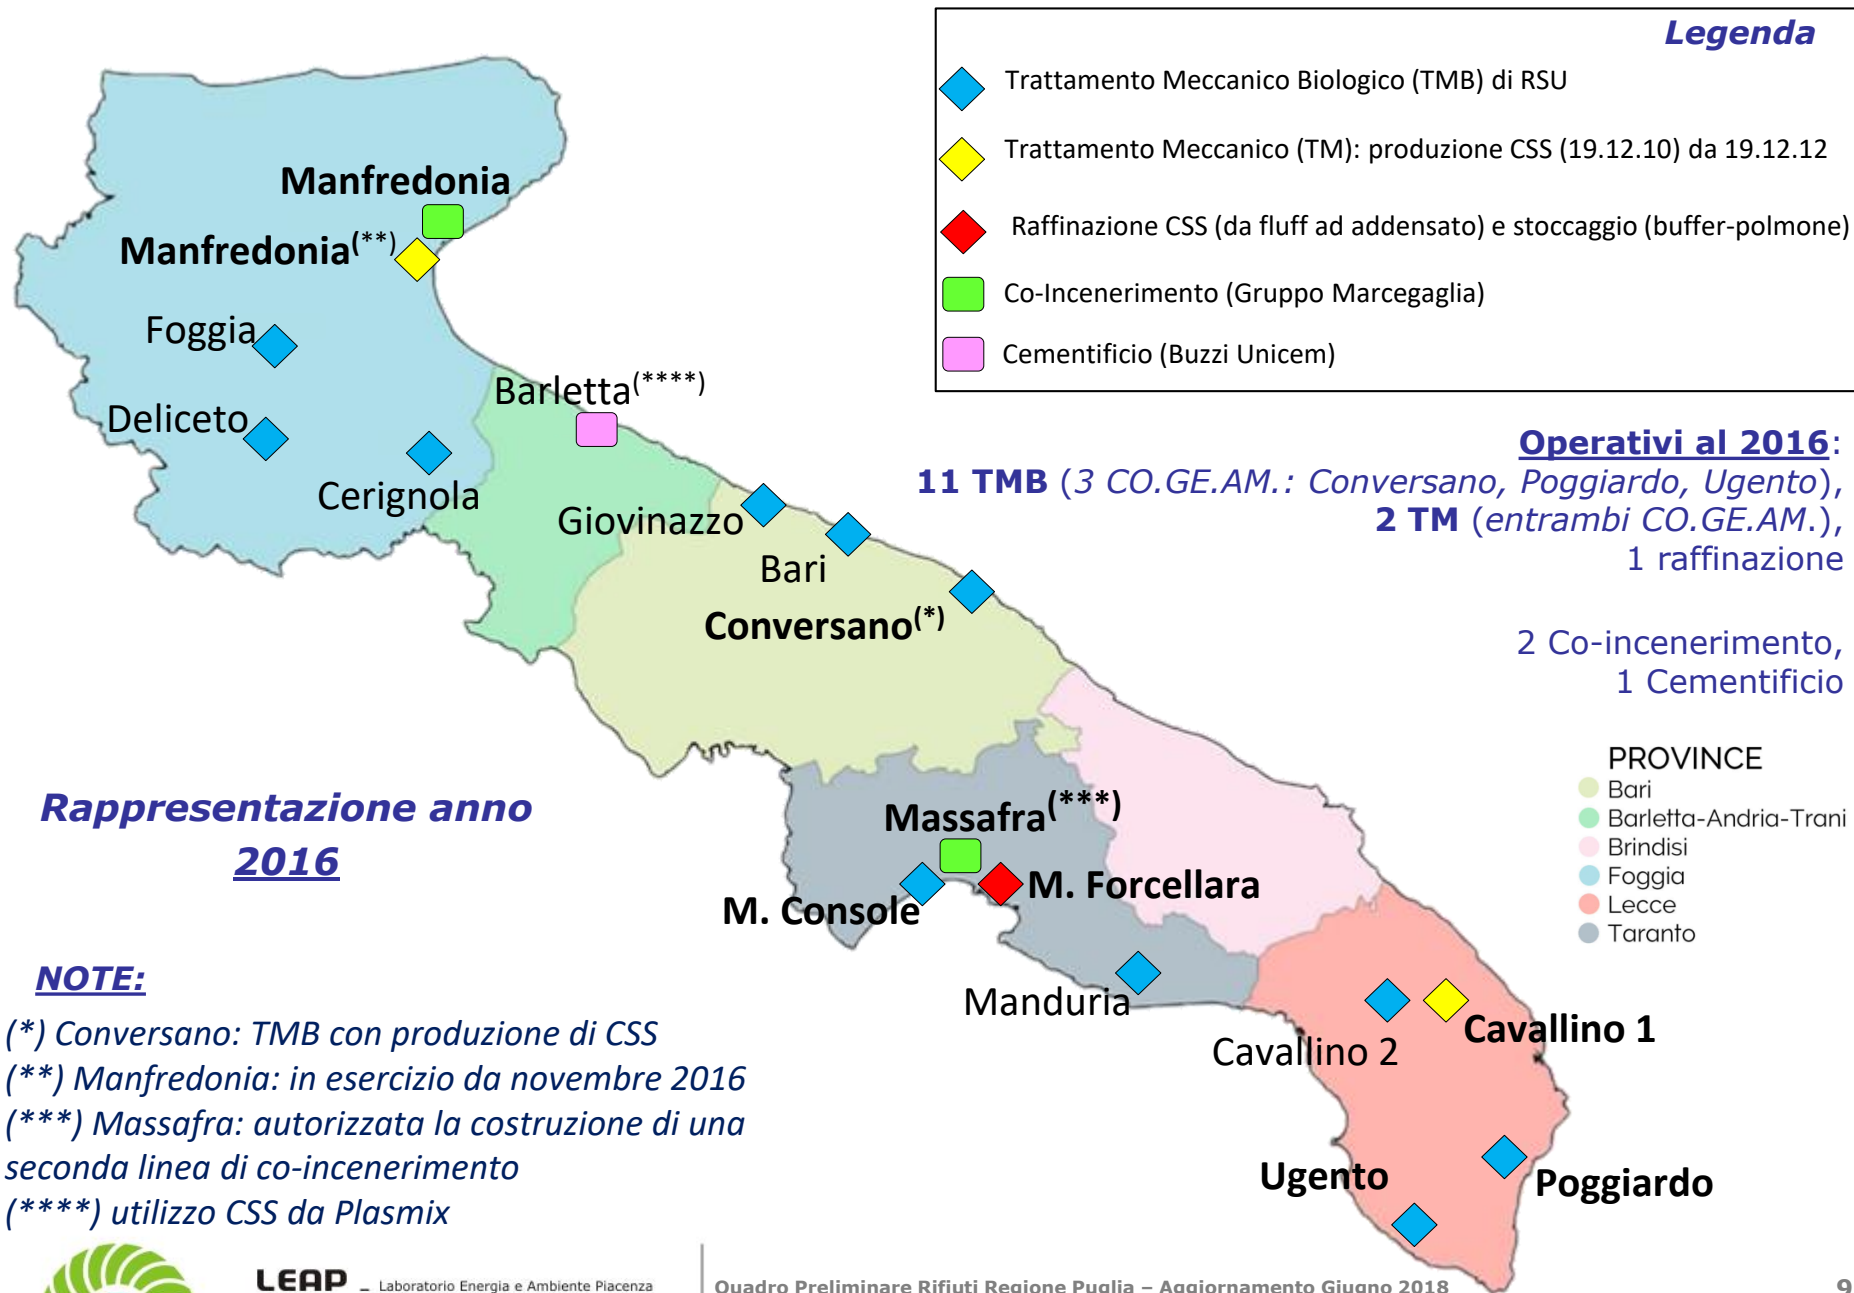 Legenda
Trattamento Meccanico Biologico (TMB) di RSU
Trattamento Meccanico (TM): produzione CSS (19.12.10) da 19.12.12
Raffinazione CSS (da fluff ad addensato) e stoccaggio (buffer-polmone)
Co-Incenerimento (Gruppo Marcegaglia)
Cementificio (Buzzi Unicem)
Manfredonia
Manfredonia(**)
Foggia
Deliceto
Cerignola
Barletta(****)
Giovinazzo
Bari
Conversano(*)
Operativi al 2016:
11 TMB (3 CO.GE.AM.: Conversano, Poggiardo, Ugento),
2 TM (entrambi CO.GE.AM.),
1 raffinazione
2 Co-incenerimento,
1 Cementificio
PROVINCE
Bari
Barletta-Andria-Trani
Brindisi
Foggia
Lecce
Taranto
Rappresentazione anno
2016
Massafra(***)
M. Console
M. Forcellara
Manduria
Cavallino 2
Cavallino 1
Ugento
Poggiardo
NOTE:
(*) Conversano: TMB con produzione di CSS
(**) Manfredonia: in esercizio da novembre 2016
(***) Massafra: autorizzata la costruzione di una
seconda linea di co-incenerimento
(****) utilizzo CSS da Plasmix
LEAP – Laboratorio Energia e Ambiente Piacenza
Quadro Preliminare Rifiuti Regione Puglia – Aggiornamento Giugno 2018
9